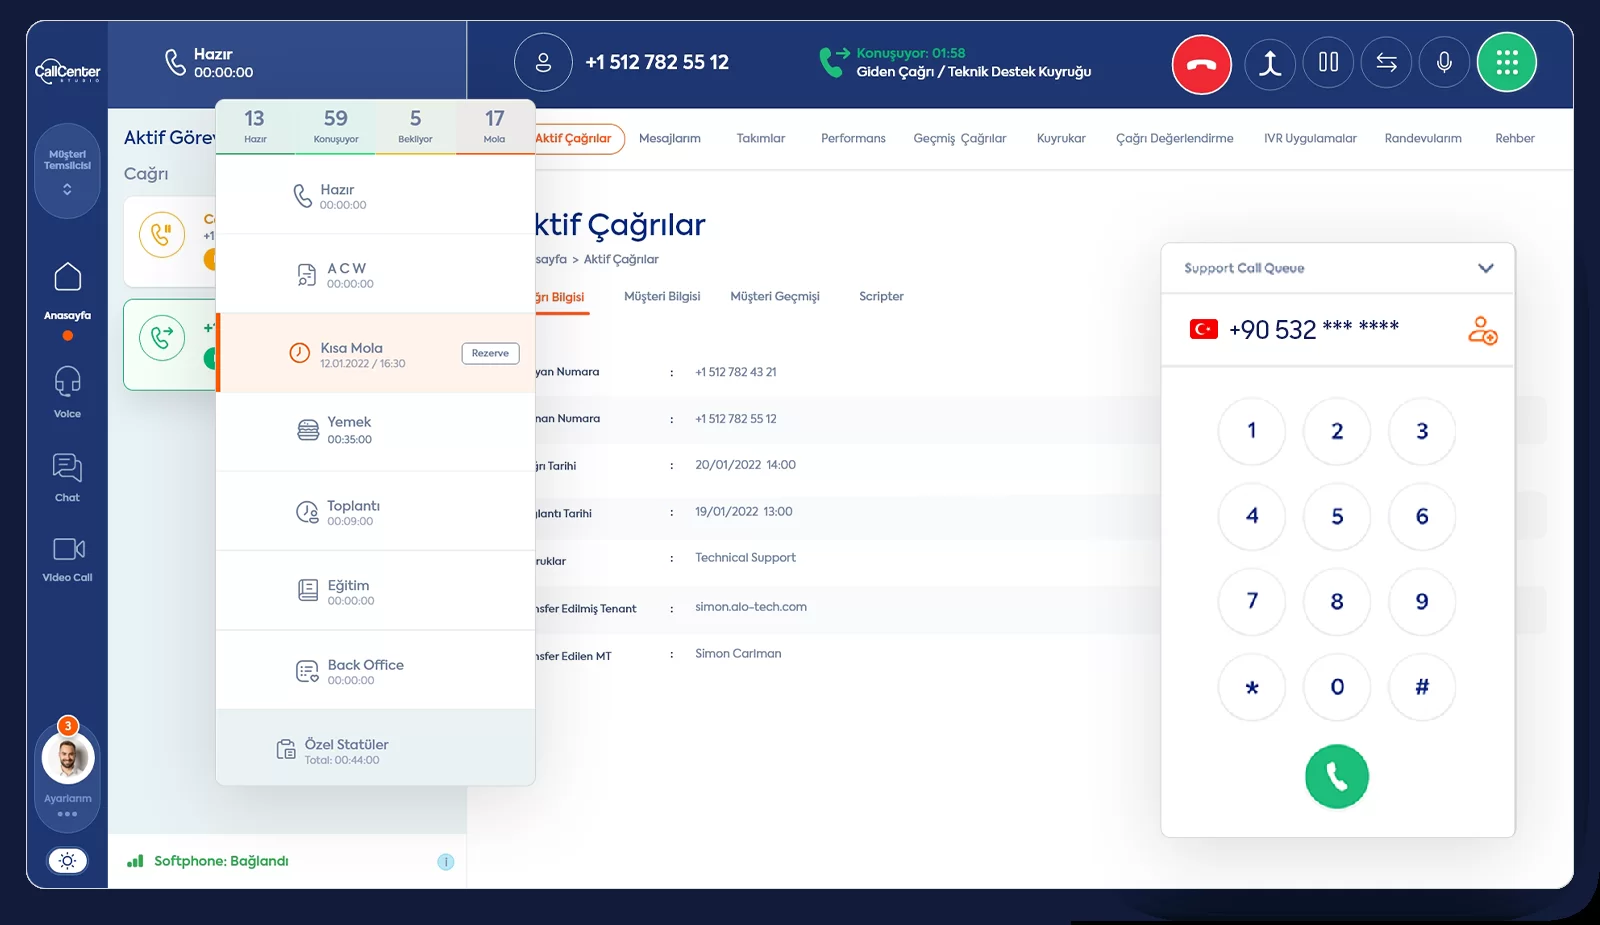 CallCenter
STUDIO
Hazır
00:00:00
+1 512 782 55 12
Konuşuyor: 01:58
Giden Çağrı / Teknik Destek Kuyruğu
Müşteri
Temsilcisi
Anasayfa
Voice
Chat
Video Call
3
Ayarlarım
Aktif Görev
Cağrı
+1
13
Hazır
59
Konuşuyor
5
Bekliyor
17
Mola
Hazır
00:00:00
A C W
00:00:00
Kısa Mola
12.01.2022 / 16:30
Rezerve
Yemek
00:35:00
Toplantı
00:09:00
Eğitim
00:00:00
Back Office
00:00:00
Özel Statüler
Total: 00:44:00
Softphone: Bağlandı
Aktif Çağrılar
Mesajlarım
Takımlar
Performans
Geçmiş Çağrılar
Kuyrukar
Çağrı Değerlendirme
IVR Uygulamalar
Randevularım
Rehber
ktif Çağrılar
sayfa > Aktif Çağrılar
ğrı Bilgisi
Müşteri Bilgisi
Müşteri Geçmişi
Scripter
yan Numara : +1 512 782 43 21
nan Numara : +1 512 782 55 12
ğrı Tarihi : 20/01/2022 14:00
ğlantı Tarihi : 19/01/2022 13:00
ruklar : Technical Support
nsfer Edilmiş Tenant : simon.alo-tech.com
nsfer Edilen MT : Simon Carlman
Support Call Queue
+90 532 *** ****
1 2 3
4 5 6
7 8 9
* 0 #